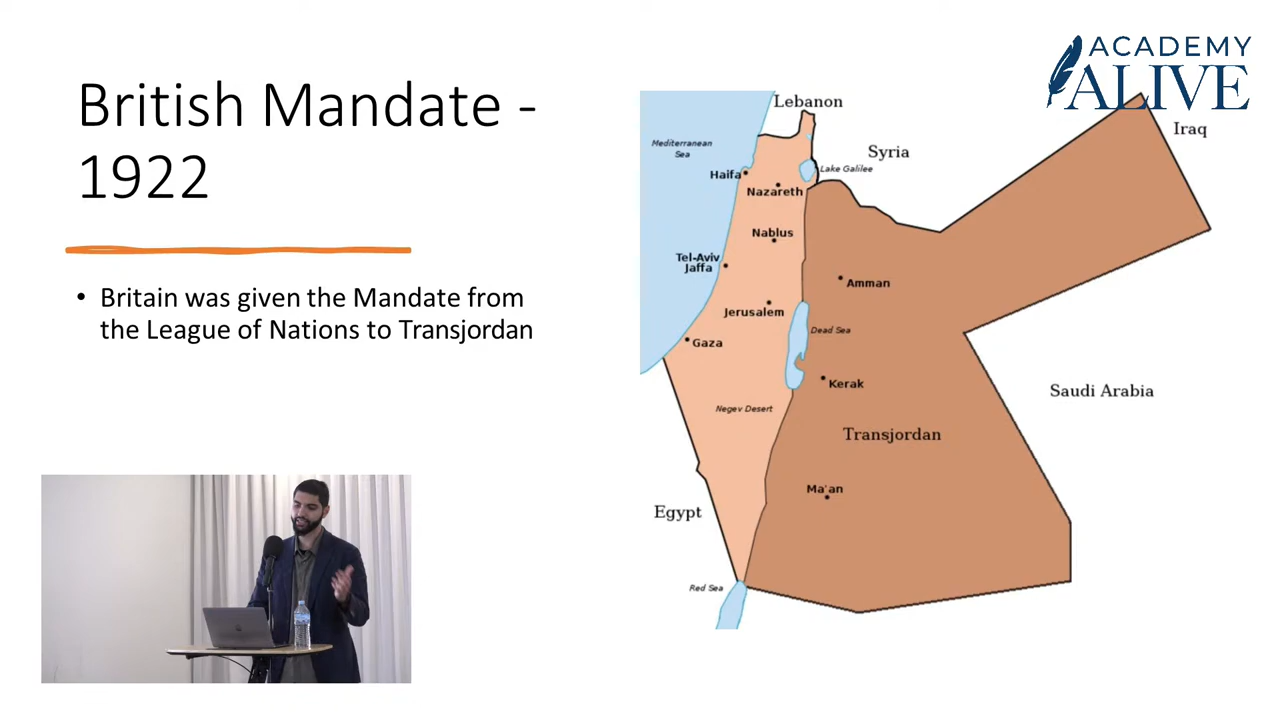 ACADEMY
ALIVE
British Mandate -
1922
• Britain was given the Mandate from
the League of Nations to Transjordan
Lebanon
Iraq
Mediterranean
Sea
Syria
Lake Galilee
Haifa
Nazareth
Nablus
Tel-Aviv
Jaffa
Amman
Jerusalem
Dead Sea
Gaza
Kerak
Saudi Arabia
Negev Desert
Transjordan
Ma'an
Egypt
Red Sea